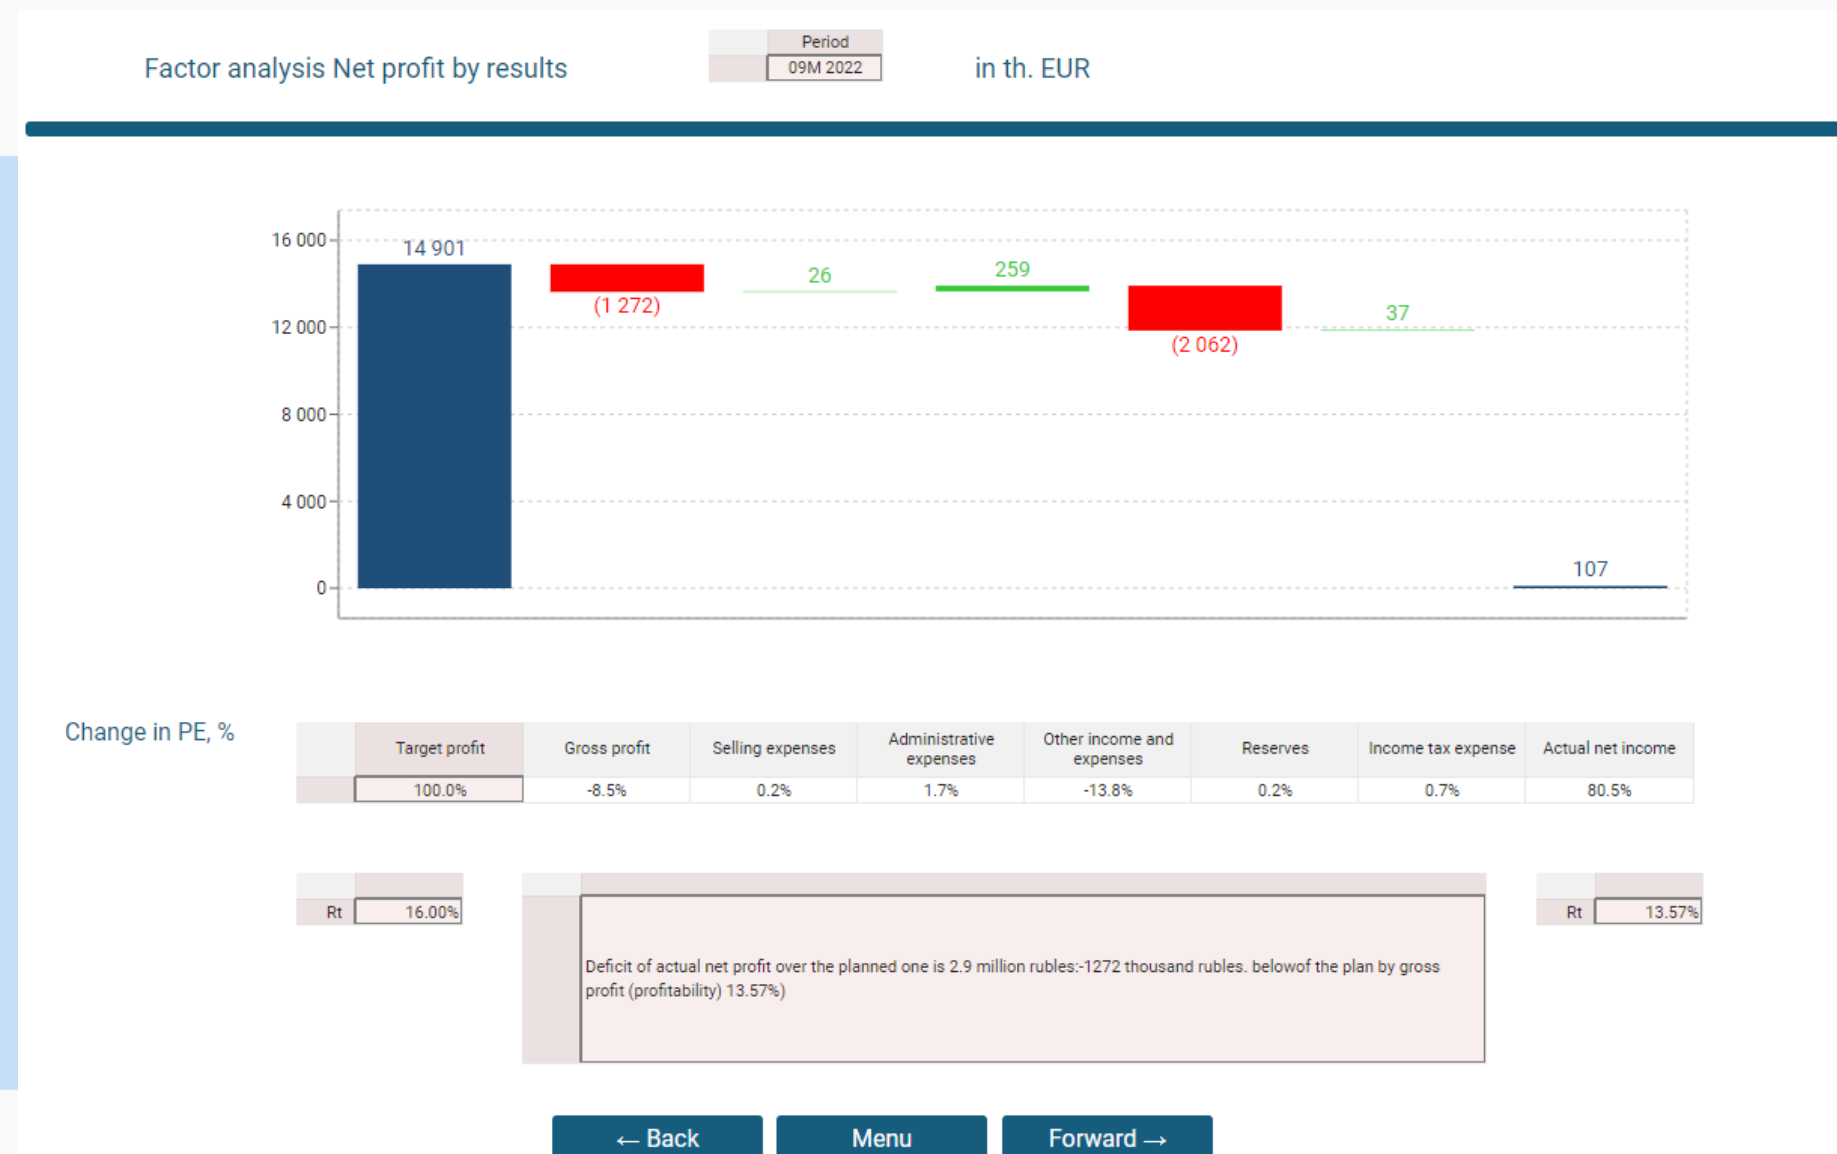 Factor analysis Net profit by results
Period
09M 2022
in th. EUR
16 000
14 901
(1 272)
26
259
(2 062)
37
12 000
8 000
4 000
107
0
Change in PE, %
Target profit
Gross profit
Selling expenses
Administrative
expenses
Other income and
expenses
Reserves
Income tax expense
Actual net income
100.0%
-8.5%
0.2%
1.7%
-13.8%
0.2%
0.7%
80.5%
Rt
16.00%
Rt
13.57%
Deficit of actual net profit over the planned one is 2.9 million rubles:-1272 thousand rubles. belowof the plan by gross
profit (profitability) 13.57%)
← Back
Menu
Forward →